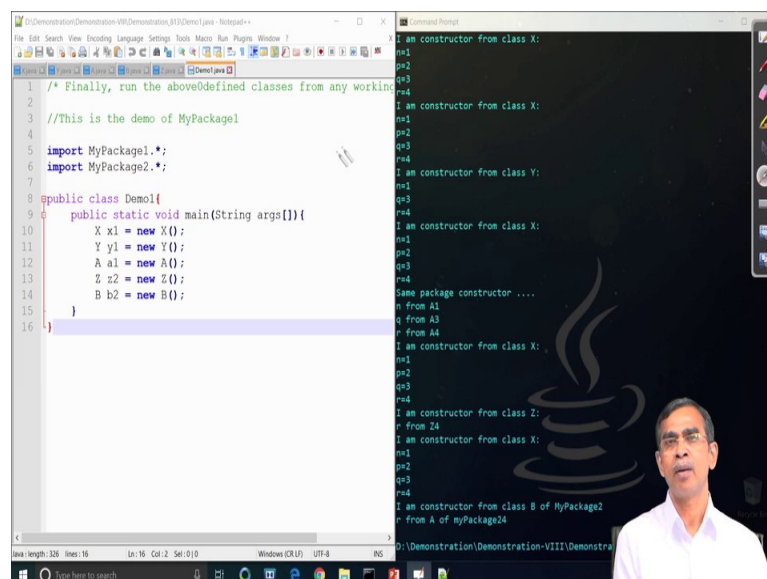 D:\Demonstration\Demonstration-VIII\Demonstration_813\Demo1.java - Notepad++
File Edit Search View Encoding Language Settings Tools Macro Run Plugins Window ?
X
X.java Y.java A.java B.java Z.java Demo1.java
1 /* Finally, run the above0defined classes from any working
2
3 //This is the demo of MyPackage1
4
5 import MyPackage1.*;
6 import MyPackage2.*;
7
8 public class Demo1{
9 public static void main(String args[]){
10 X x1 = new X();
11 Y y1 = new Y();
12 A a1 = new A();
13 Z z2 = new Z();
14 B b2 = new B();
15 }
16 }
Java : length : 326 lines : 16 Ln : 16 Col : 2 Sel : 0 | 0 Windows (CR LF) UTF-8 INS
Type here to search
Command Prompt
I am constructor from class X:
n=1
p=2
q=3
r=4
I am constructor from class X:
n=1
p=2
q=3
r=4
I am constructor from class Y:
n=1
q=3
r=4
I am constructor from class X:
n=1
p=2
q=3
r=4
Same package constructor ....
n from A1
q from A3
r from A4
I am constructor from class X:
n=1
p=2
q=3
r=4
I am constructor from class Z:
r from Z4
I am constructor from class X:
n=1
p=2
q=3
r=4
I am constructor from class B of MyPackage2
r from A of myPackage24
D:\Demonstration\Demonstration-VIII\Demonstra